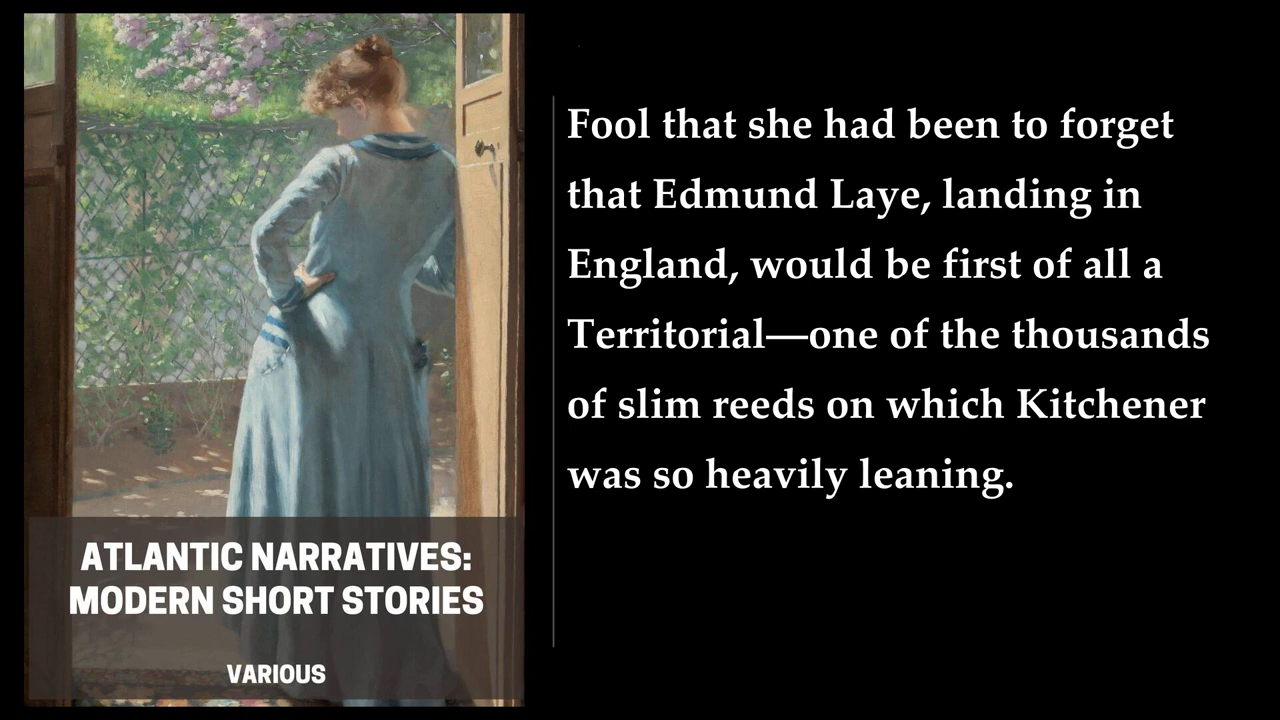 ATLANTIC NARRATIVES:
MODERN SHORT STORIES
VARIOUS
Fool that she had been to forget
that Edmund Laye, landing in
England, would be first of all a
Territorial—one of the thousands
of slim reeds on which Kitchener
was so heavily leaning.